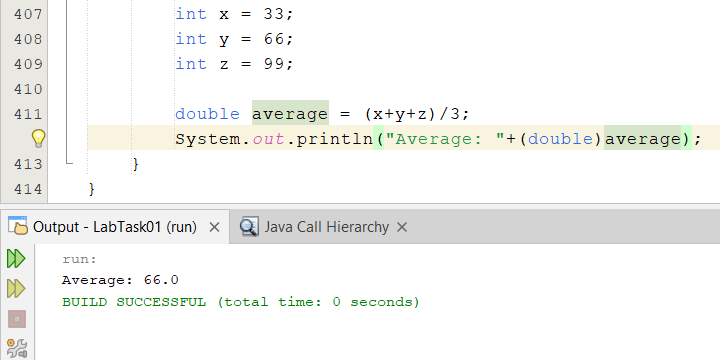 407 int x = 33;
408 int y = 66;
409 int z = 99;
410
411 double average = (x+y+z)/3;
System.out.println("Average: "+(double)average);
413 }
414 }
Output - LabTask01 (run) × Java Call Hierarchy ×
run:
Average: 66.0
BUILD SUCCESSFUL (total time: 0 seconds)